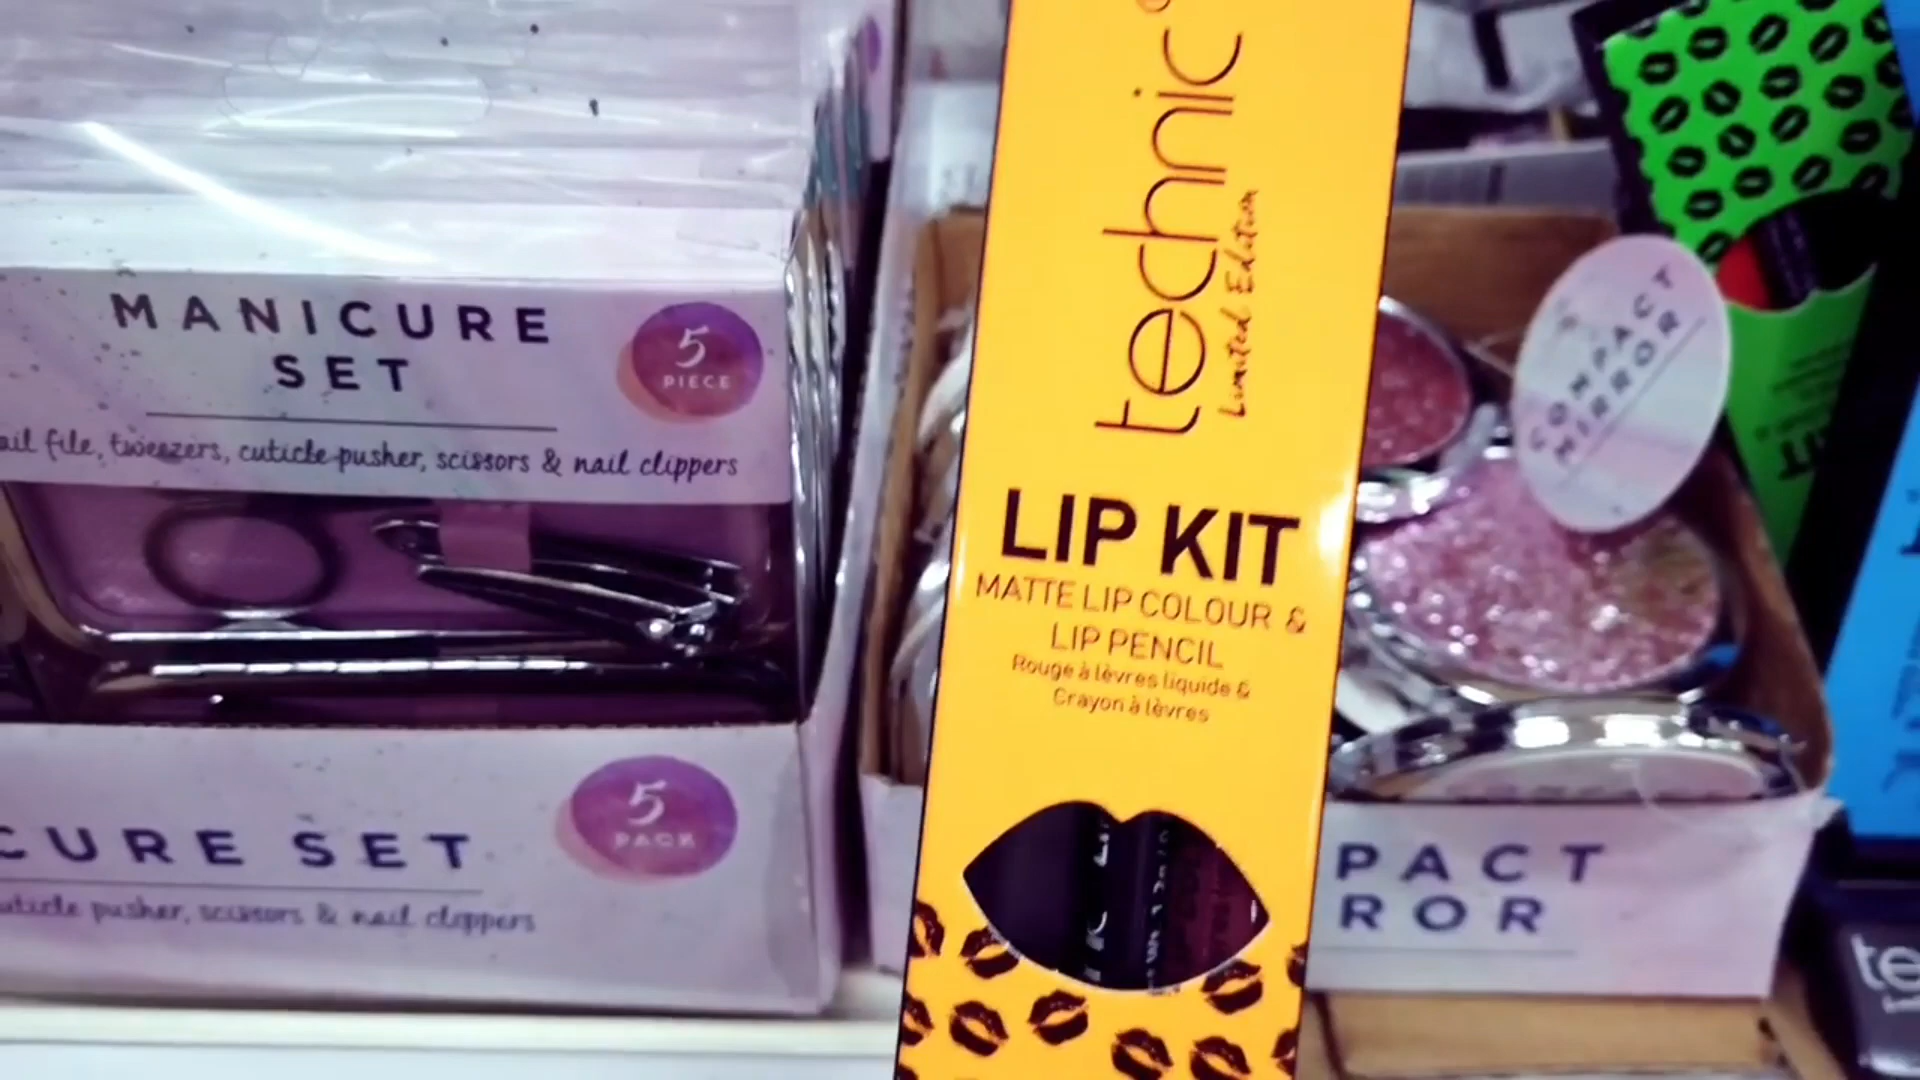 MANICURE
SET
5
PIECE
file, tweezers, cuticle pusher, scissors & nail clippers
CURE SET
5
PACK
cuticle pusher, scissors & nail clippers
technic
Limited Edition
LIP KIT
MATTE LIP COLOUR &
LIP PENCIL
Rouge à lèvres liquide &
Crayon à lèvres
COMPACT
MIRROR
PACT
ROR
te